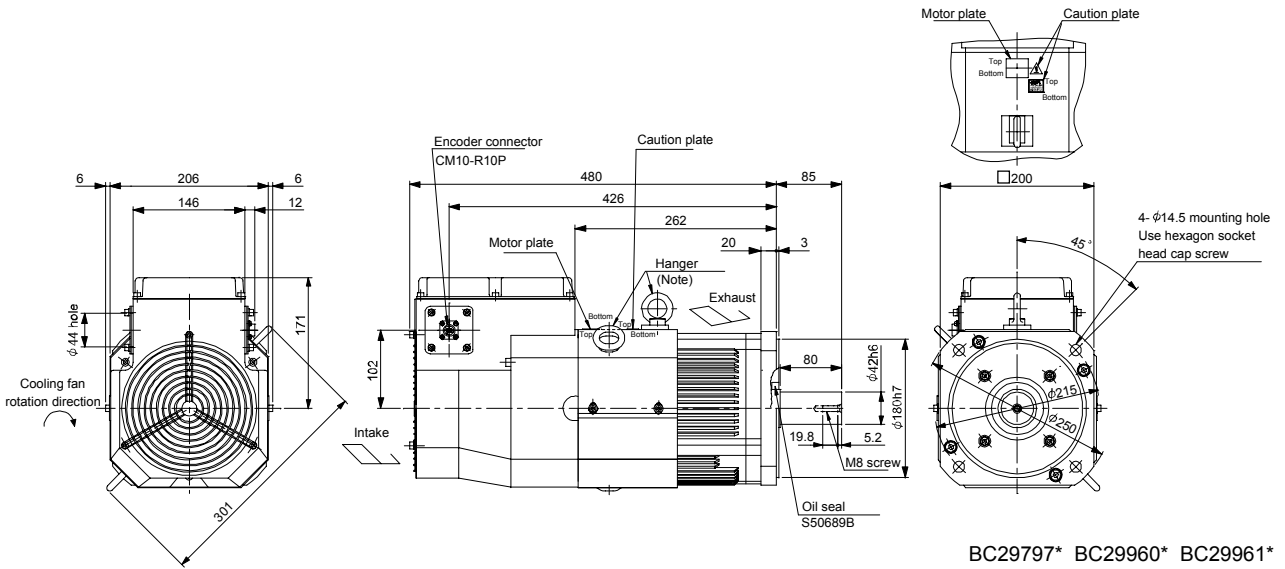 Motor plate
Caution plate
Top
Bottom
Top
Bottom
Encoder connector
CM10-R10P
Caution plate
6
206
6
480
85
□200
146
12
426
262
4- ϕ14.5 mounting hole
Use hexagon socket
head cap screw
45°
Motor plate
20
3
Hanger
(Note)
Exhaust
Bottom
Top
Top
Bottom
ϕ44 hole
171
102
80
ϕ42h6
ϕ180h7
Cooling fan
rotation direction
Intake
ϕ215
ϕ250
19.8
5.2
M8 screw
301
Oil seal
S50689B
BC29797* BC29960* BC29961*